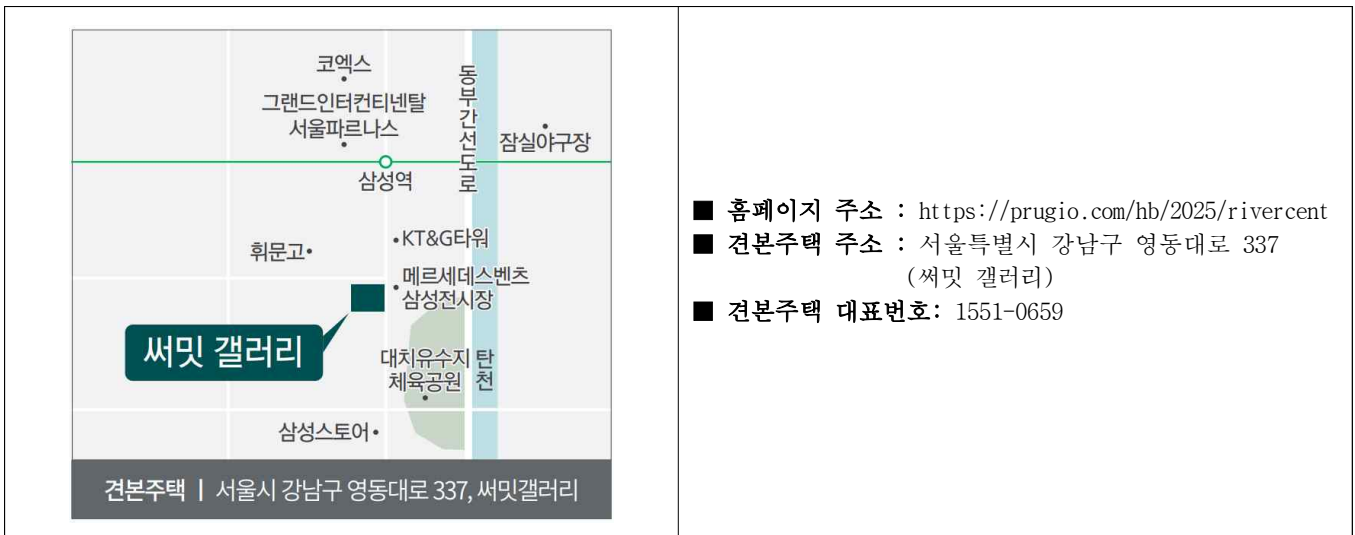 코엑스
그랜드인터컨티넨탈
서울파르나스
동부간선도로
잠실야구장
삼성역
•KT&G타워
휘문고•
메르세데스벤츠
삼성전시장
써밋 갤러리
대치유수지
체육공원
탄천
삼성스토어•
견본주택 | 서울시 강남구 영동대로 337, 써밋갤러리
■ 홈페이지 주소 : https://prugio.com/hb/2025/rivercent
■ 견본주택 주소 : 서울특별시 강남구 영동대로 337
(써밋 갤러리)
■ 견본주택 대표번호: 1551-0659